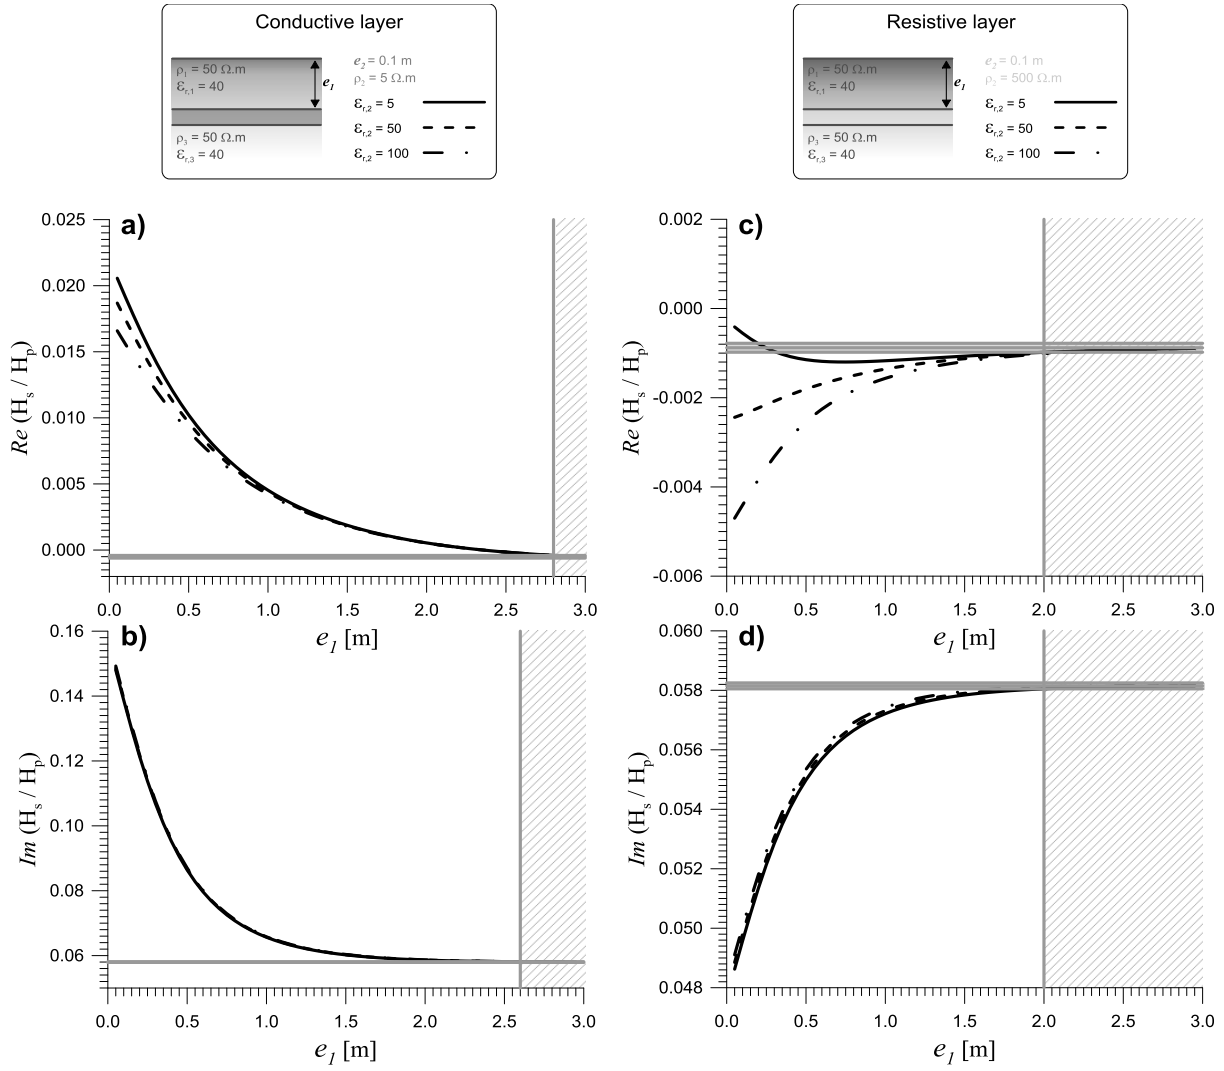 Conductive layer
ρ1 = 50 Ω.m
εr,1 = 40
e1
ρ3 = 50 Ω.m
εr,3 = 40
e2 = 0.1 m
ρ2 = 5 Ω.m
εr,2 = 5
εr,2 = 50
εr,2 = 100
Resistive layer
ρ1 = 50 Ω.m
εr,1 = 40
e1
ρ3 = 50 Ω.m
εr,3 = 40
e2 = 0.1 m
ρ2 = 500 Ω.m
εr,2 = 5
εr,2 = 50
εr,2 = 100
a)
Re (Hs / Hp)
0.025
0.020
0.015
0.010
0.005
0.000
0.0 0.5 1.0 1.5 2.0 2.5 3.0
e1 [m]
c)
Re (Hs / Hp)
0.002
0.000
-0.002
-0.004
-0.006
0.0 0.5 1.0 1.5 2.0 2.5 3.0
e1 [m]
b)
Im (Hs / Hp)
0.16
0.14
0.12
0.10
0.08
0.06
0.0 0.5 1.0 1.5 2.0 2.5 3.0
e1 [m]
d)
Im (Hs / Hp)
0.060
0.058
0.056
0.054
0.052
0.050
0.048
0.0 0.5 1.0 1.5 2.0 2.5 3.0
e1 [m]